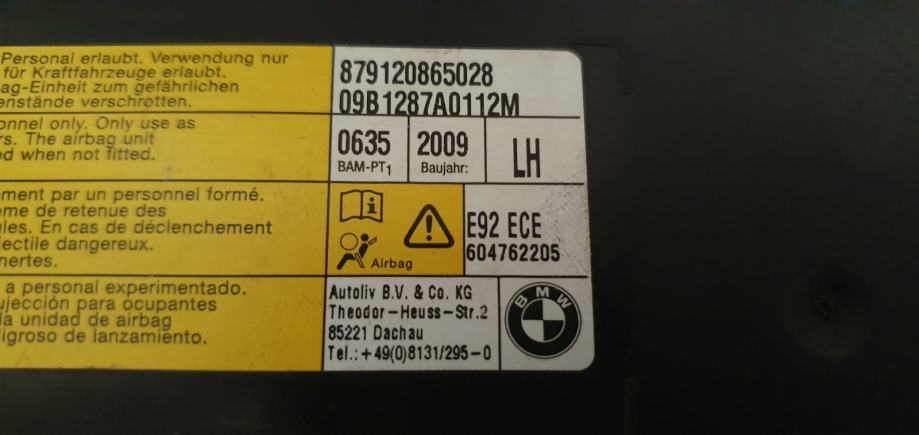 Personal erlaubt. Verwendung nur
für Kraftfahrzeuge erlaubt.
ag-Einheit zum gefährlichen
enstände verschrotten.
onnel only. Only use as
rs. The airbag unit
d when not fitted.
ment par un personnel formé.
ème de retenue des
les. En cas de déclenchement
jectile dangereux.
nertes.
a personal experimentado.
ujección para ocupantes
la unidad de airbag
ligroso de lanzamiento.
879120865028
09B1287A0112M
0635
BAM-PT1
2009
Baujahr:
LH
Airbag
E92 ECE
604762205
Autoliv B.V. & Co. KG
Theodor-Heuss-Str.2
85221 Dachau
Tel.: +49(0)8131/295-0
BMW